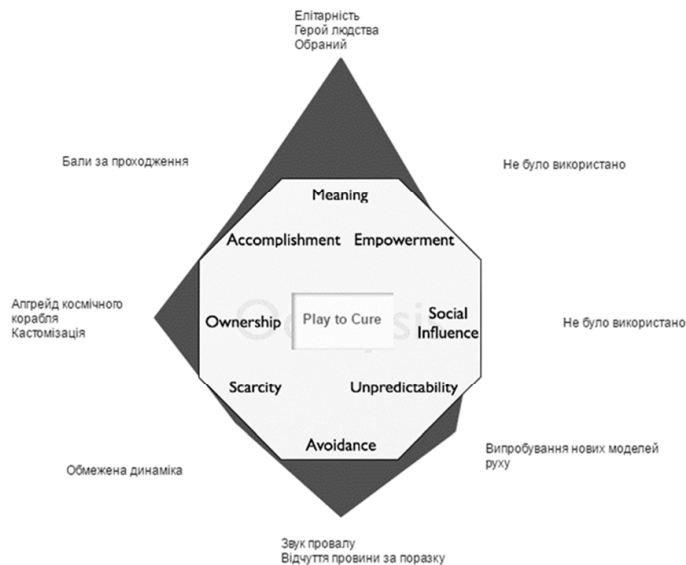 Елітарність
Герой людства
Обраний
Бали за проходження
Не було використано
Meaning
Accomplishment
Empowerment
Апгрейд космічного
корабля
Кастомізація
Ownership
Play to Cure
Social
Influence
Не було використано
Scarcity
Unpredictability
Avoidance
Обмежена динаміка
Випробування нових моделей
руху
Звук провалу
Відчуття провини за поразку